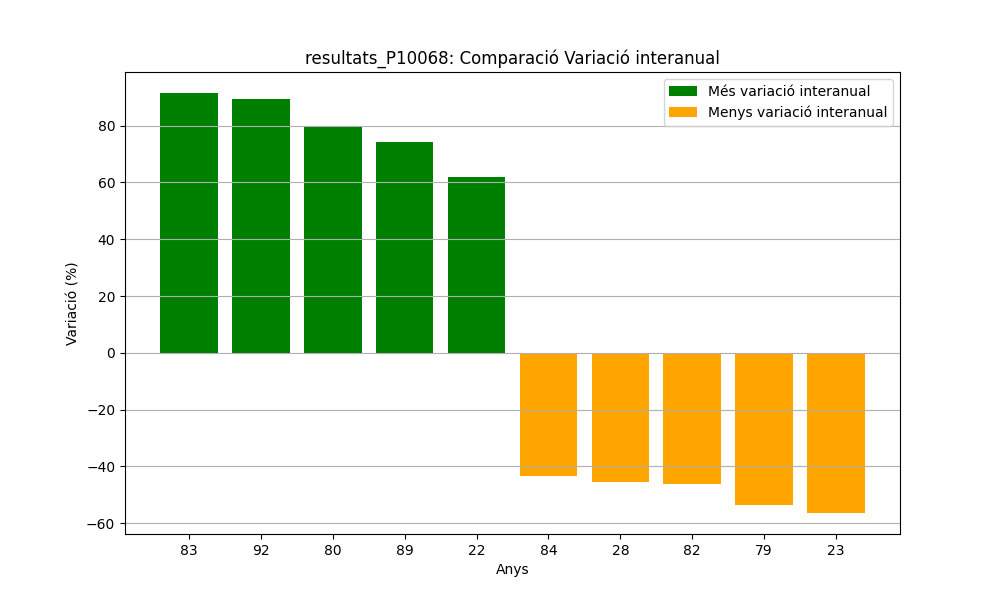 resultats_P10068: Comparació Variació interanual
Més variació interanual
Menys variació interanual
Variació (%)
80
60
40
20
0
−20
−40
−60
83 92 80 89 22 84 28 82 79 23
Anys